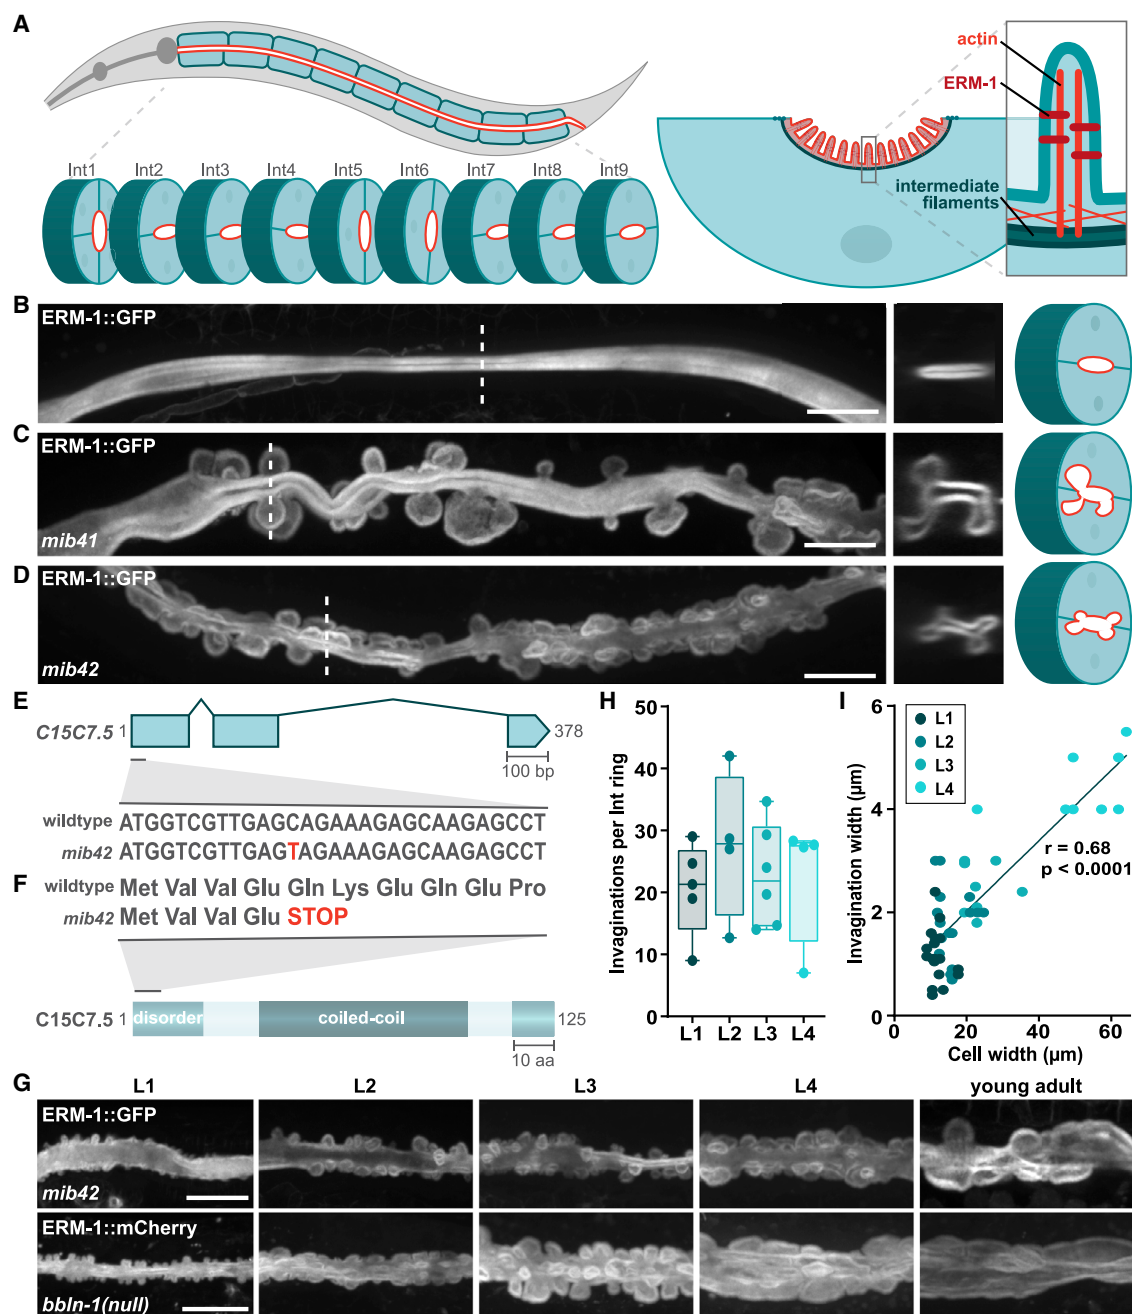 A
Int1 Int2 Int3 Int4 Int5 Int6 Int7 Int8 Int9
actin
ERM-1
intermediate
filaments
B
ERM-1::GFP
C
ERM-1::GFP
mib41
D
ERM-1::GFP
mib42
E
C15C7.5 1 378
100 bp
wildtype ATGGTCGTTGAGCAGAAAGAGCAAGAGCCT
mib42 ATGGTCGTTGAGTAGAAAGAGCAAGAGCCT
F
wildtype Met Val Val Glu Gln Lys Glu Gln Glu Pro
mib42 Met Val Val Glu STOP
C15C7.5 1 disorder coiled-coil 125
10 aa
H
Invaginations per Int ring
50
40
30
20
10
0
L1 L2 L3 L4
I
Invagination width (µm)
6
4
2
0
L1
L2
L3
L4
r = 0.68
p < 0.0001
0 20 40 60
Cell width (µm)
G
L1 L2 L3 L4 young adult
ERM-1::GFP
mib42
ERM-1::mCherry
bbln-1(null)